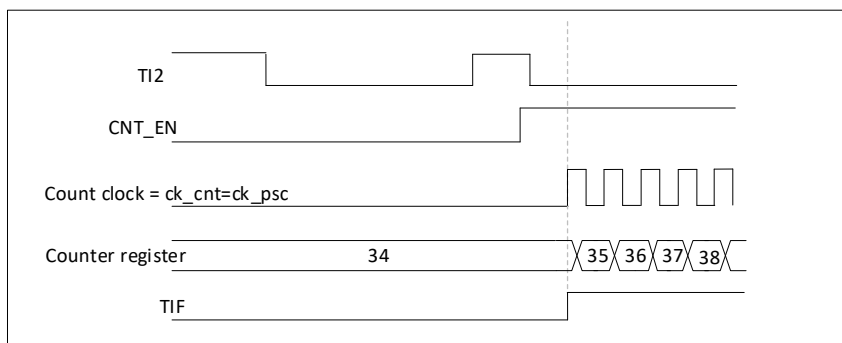 TI2
CNT_EN
Count clock = ck_cnt=ck_psc
Counter register 34 35 36 37 38
TIF